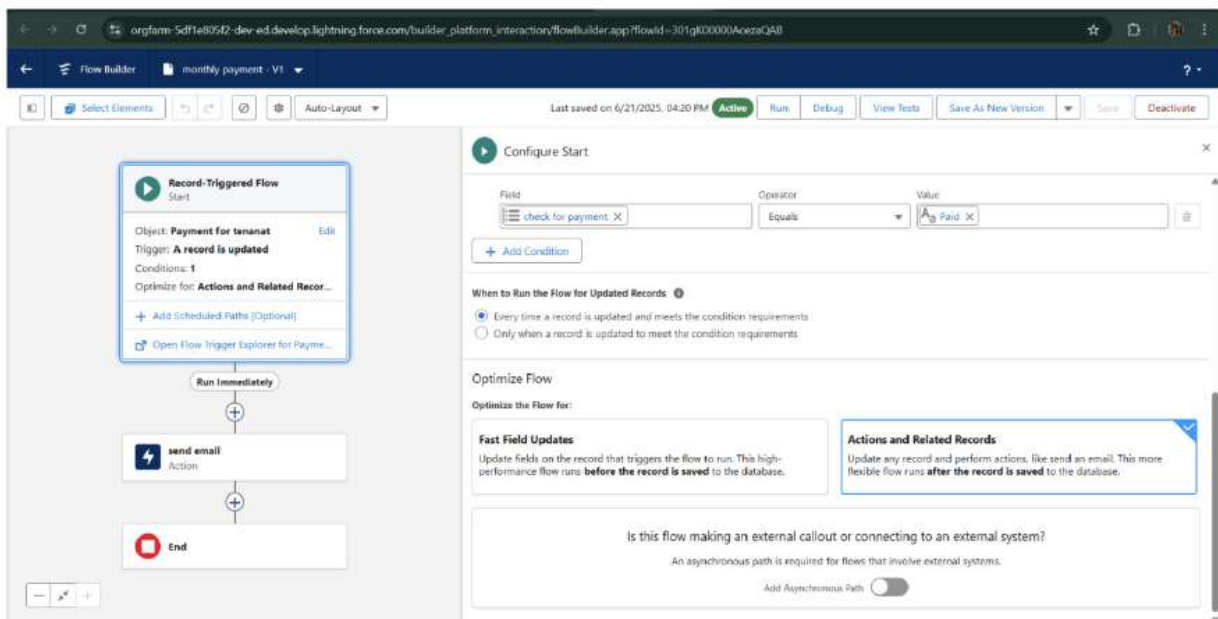 orgfarm-5df1e805f2-dev-ed.develop.lightning.force.com/builder_platform_interaction/flowBuilder.app?flowId=301gK00000AcezaQAB
Flow Builder
monthly payment - V1
?
Select Elements
Auto-Layout
Last saved on 6/21/2025, 04:20 PM
Active
Run
Debug
View Tests
Save As New Version
Save
Deactivate
Record-Triggered Flow
Start
Object: Payment for tenanat
Edit
Trigger: A record is updated
Conditions: 1
Optimize for: Actions and Related Recor...
+ Add Scheduled Paths (Optional)
Open Flow Trigger Explorer for Payme...
Run Immediately
send email
Action
End
Configure Start
Field
Operator
Value
check for payment
Equals
Paid
+ Add Condition
When to Run the Flow for Updated Records
Every time a record is updated and meets the condition requirements
Only when a record is updated to meet the condition requirements
Optimize Flow
Optimize the Flow for:
Fast Field Updates
Update fields on the record that triggers the flow to run. This high-
performance flow runs before the record is saved to the database.
Actions and Related Records
Update any record and perform actions, like send an email. This more
flexible flow runs after the record is saved to the database.
Is this flow making an external callout or connecting to an external system?
An asynchronous path is required for flows that involve external systems.
Add Asynchronous Path